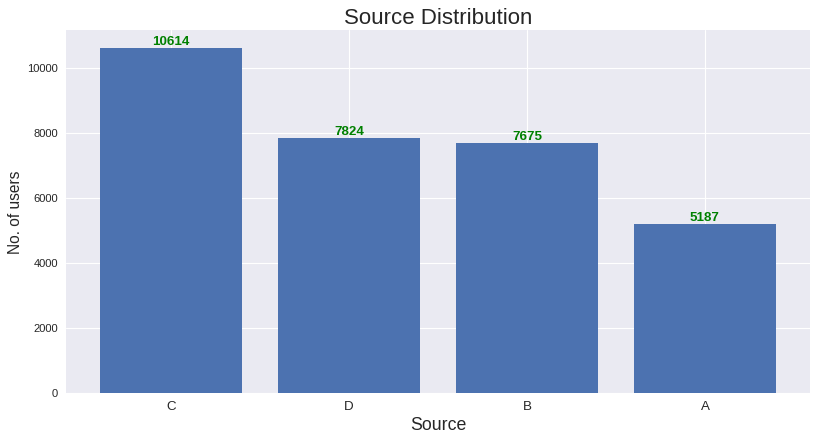 Source Distribution
10614
7824
7675
5187
10000
8000
6000
4000
2000
0
No. of users
C D B A
Source